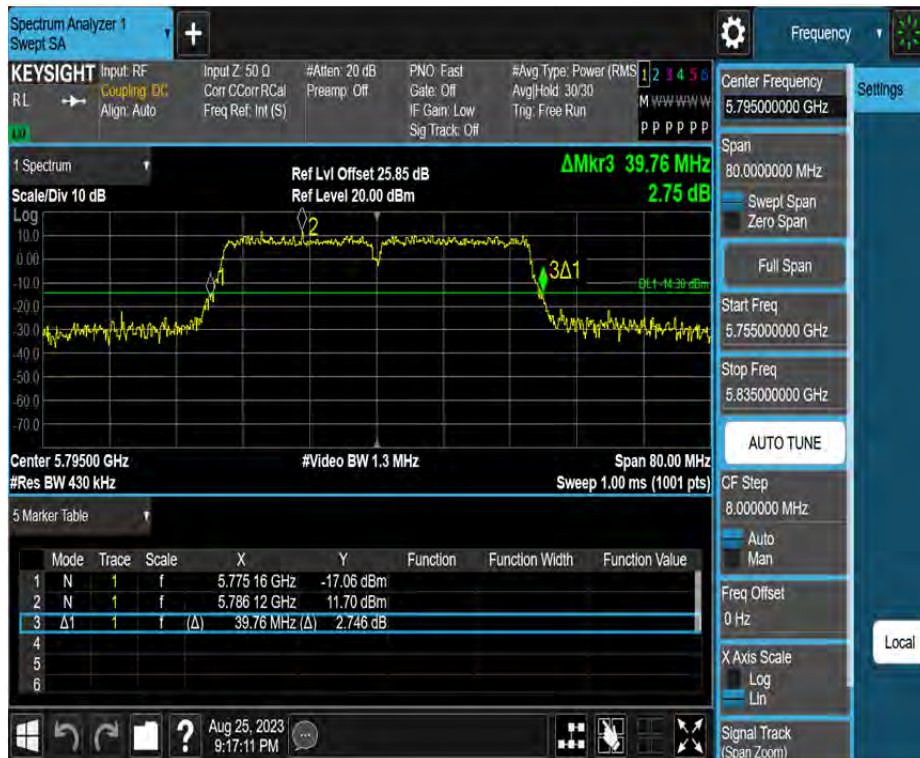 Spectrum Analyzer 1
Swept SA
+
Frequency
KEYSIGHT Input: RF Input Z: 50 Ω #Atten: 20 dB PNO: Fast #Avg Type: Power (RMS 1 2 3 4 5 6
RL Coupling: DC Corr CCorr RCal Preamp: Off Gate: Off Avg|Hold: 30/30 M W W W W W
Align: Auto Freq Ref: Int (S) IF Gain: Low Trig: Free Run
Sig Track: Off P P P P P P
1 Spectrum
Ref Lvl Offset 25.85 dB ΔMkr3 39.76 MHz
Scale/Div 10 dB Ref Level 20.00 dBm 2.75 dB
Log
10.0
0.00
-10.0
-20.0
-30.0
-40.0
-50.0
-60.0
-70.0
2
3Δ1
DL1 -14.30 dBm
Center 5.79500 GHz #Video BW 1.3 MHz Span 80.00 MHz
#Res BW 430 kHz Sweep 1.00 ms (1001 pts)
5 Marker Table
Mode Trace Scale X Y Function Function Width Function Value
1 N 1 f 5.775 16 GHz -17.06 dBm
2 N 1 f 5.786 12 GHz 11.70 dBm
3 Δ1 1 f (Δ) 39.76 MHz (Δ) 2.746 dB
4
5
6
?
Aug 25, 2023
9:17:11 PM
Center Frequency
5.795000000 GHz
Span
80.0000000 MHz
Swept Span
Zero Span
Full Span
Start Freq
5.755000000 GHz
Stop Freq
5.835000000 GHz
AUTO TUNE
CF Step
8.000000 MHz
Auto
Man
Freq Offset
0 Hz
X Axis Scale
Log
Lin
Signal Track
(Span Zoom)
Settings
Local